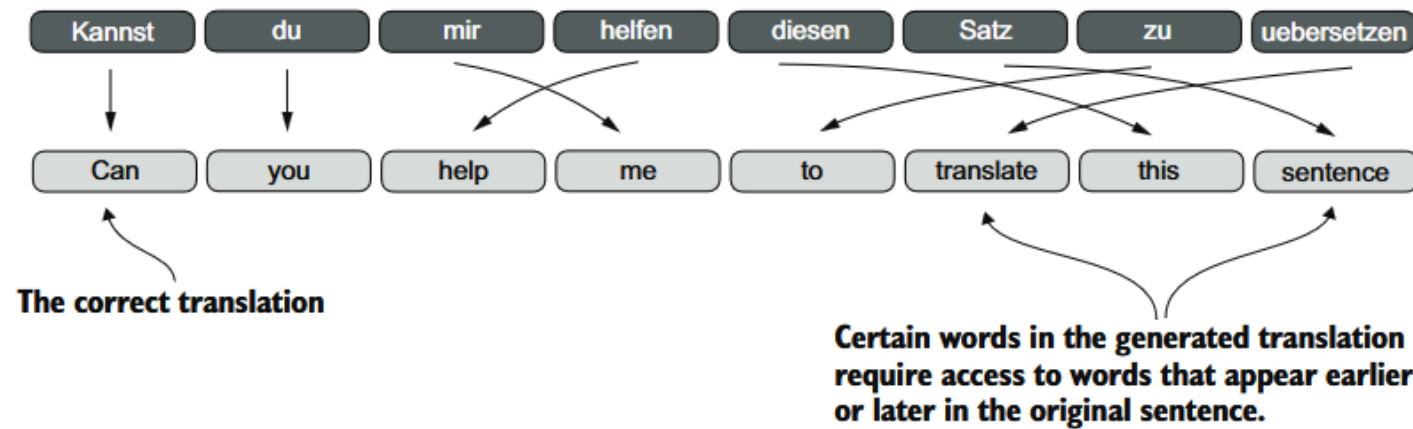 Kannst du mir helfen diesen Satz zu uebersetzen
Can you help me to translate this sentence
The correct translation
Certain words in the generated translation
require access to words that appear earlier
or later in the original sentence.